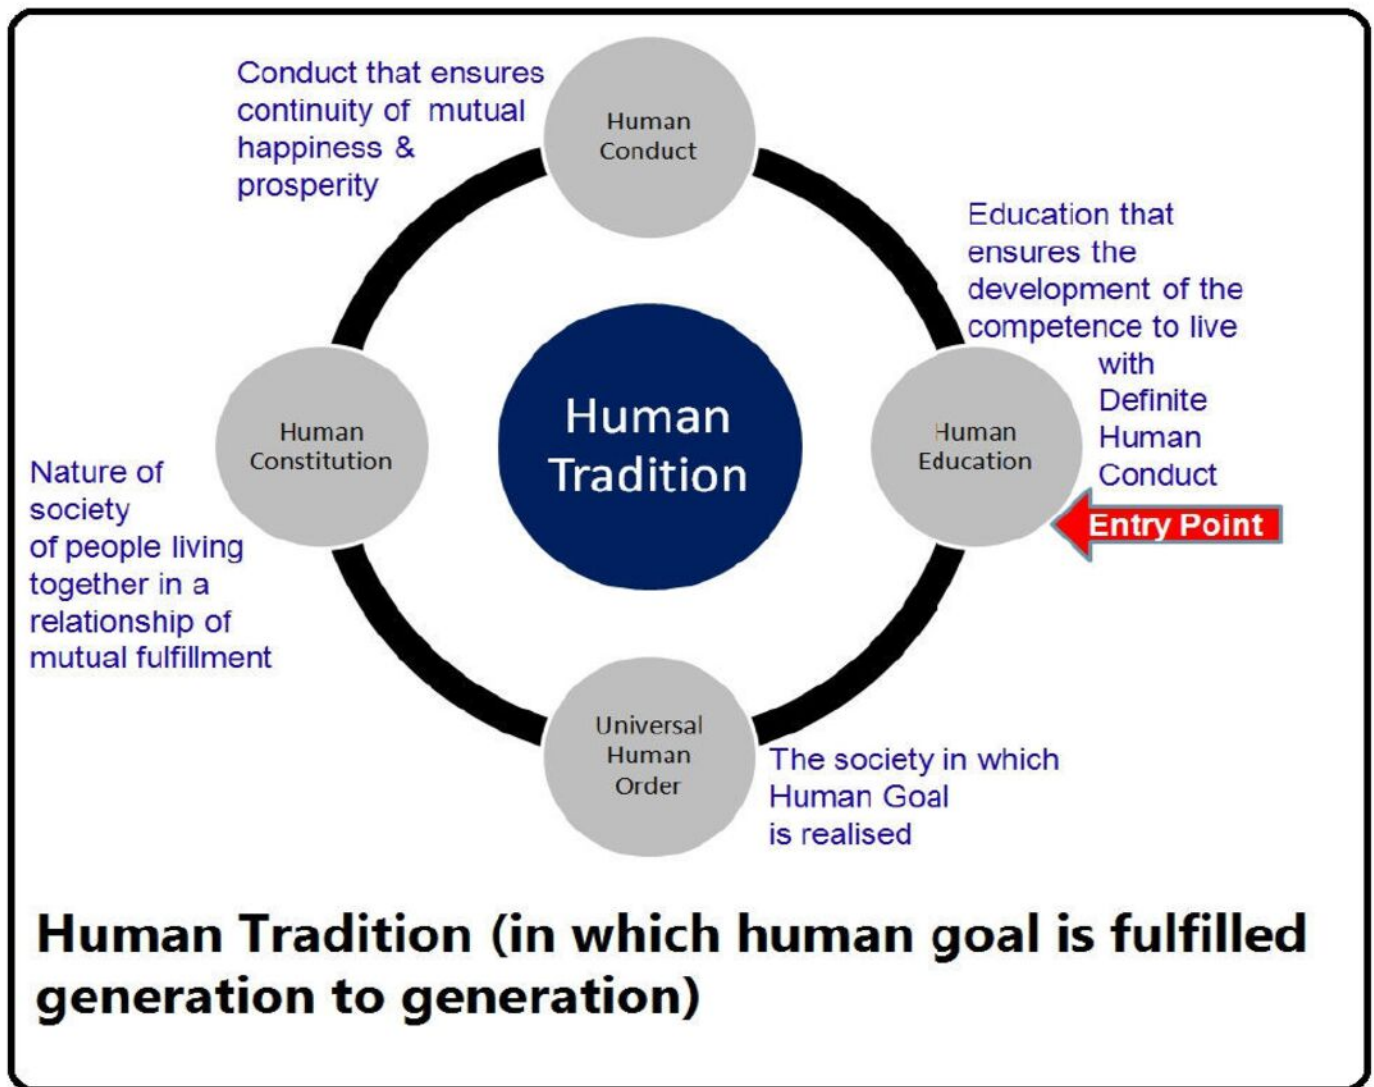 Conduct that ensures
continuity of mutual
happiness &
prosperity
Human
Conduct
Education that
ensures the
development of the
competence to live
with
Definite
Human
Conduct
Human
Education
Entry Point
Human
Tradition
Human
Constitution
Nature of
society
of people living
together in a
relationship of
mutual fulfillment
Universal
Human
Order
The society in which
Human Goal
is realised
Human Tradition (in which human goal is fulfilled
generation to generation)